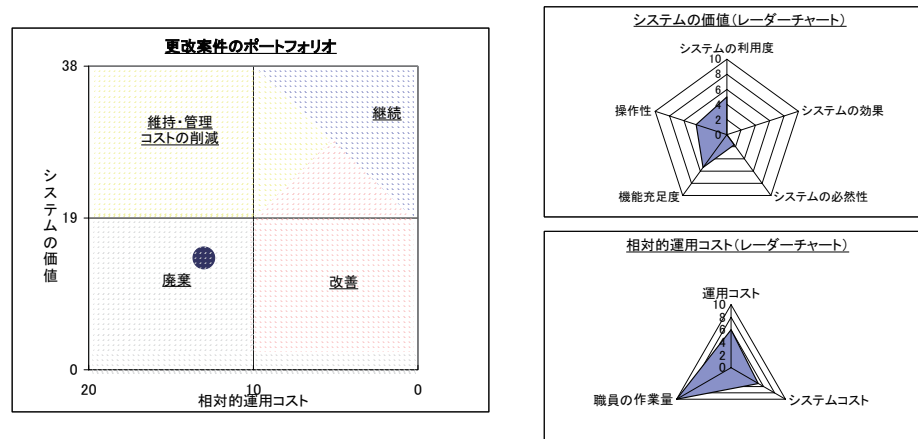 更改案件のポートフォリオ
38
19
0
システムの価値
維持・管理
コストの削減
継続
廃棄
改善
20
10
0
相対的運用コスト
システムの価値(レーダーチャート)
システムの利用度
10
8
6
4
2
0
操作性
システムの効果
機能充足度
システムの必然性
相対的運用コスト(レーダーチャート)
運用コスト
10
8
6
4
2
0
職員の作業量
システムコスト